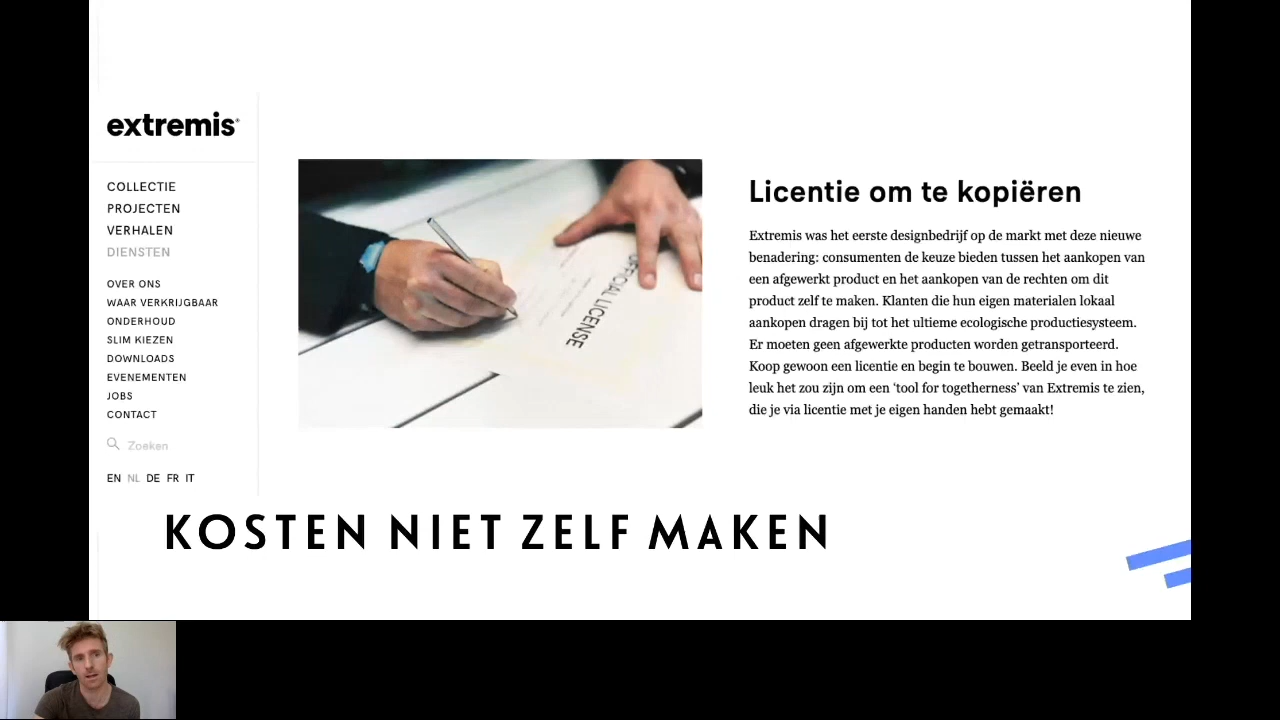 extremis®
COLLECTIE
PROJECTEN
VERHALEN
DIENSTEN
OVER ONS
WAAR VERKRIJGBAAR
ONDERHOUD
SLIM KIEZEN
DOWNLOADS
EVENEMENTEN
JOBS
CONTACT
Zoeken
EN NL DE FR IT
OFFICIAL LICENSE
Licentie om te kopiëren
Extremis was het eerste designbedrijf op de markt met deze nieuwe
benadering: consumenten de keuze bieden tussen het aankopen van
een afgewerkt product en het aankopen van de rechten om dit
product zelf te maken. Klanten die hun eigen materialen lokaal
aankopen dragen bij tot het ultieme ecologische productiesysteem.
Er moeten geen afgewerkte producten worden getransporteerd.
Koop gewoon een licentie en begin te bouwen. Beeld je even in hoe
leuk het zou zijn om een ‘tool for togetherness’ van Extremis te zien,
die je via licentie met je eigen handen hebt gemaakt!
KOSTEN NIET ZELF MAKEN